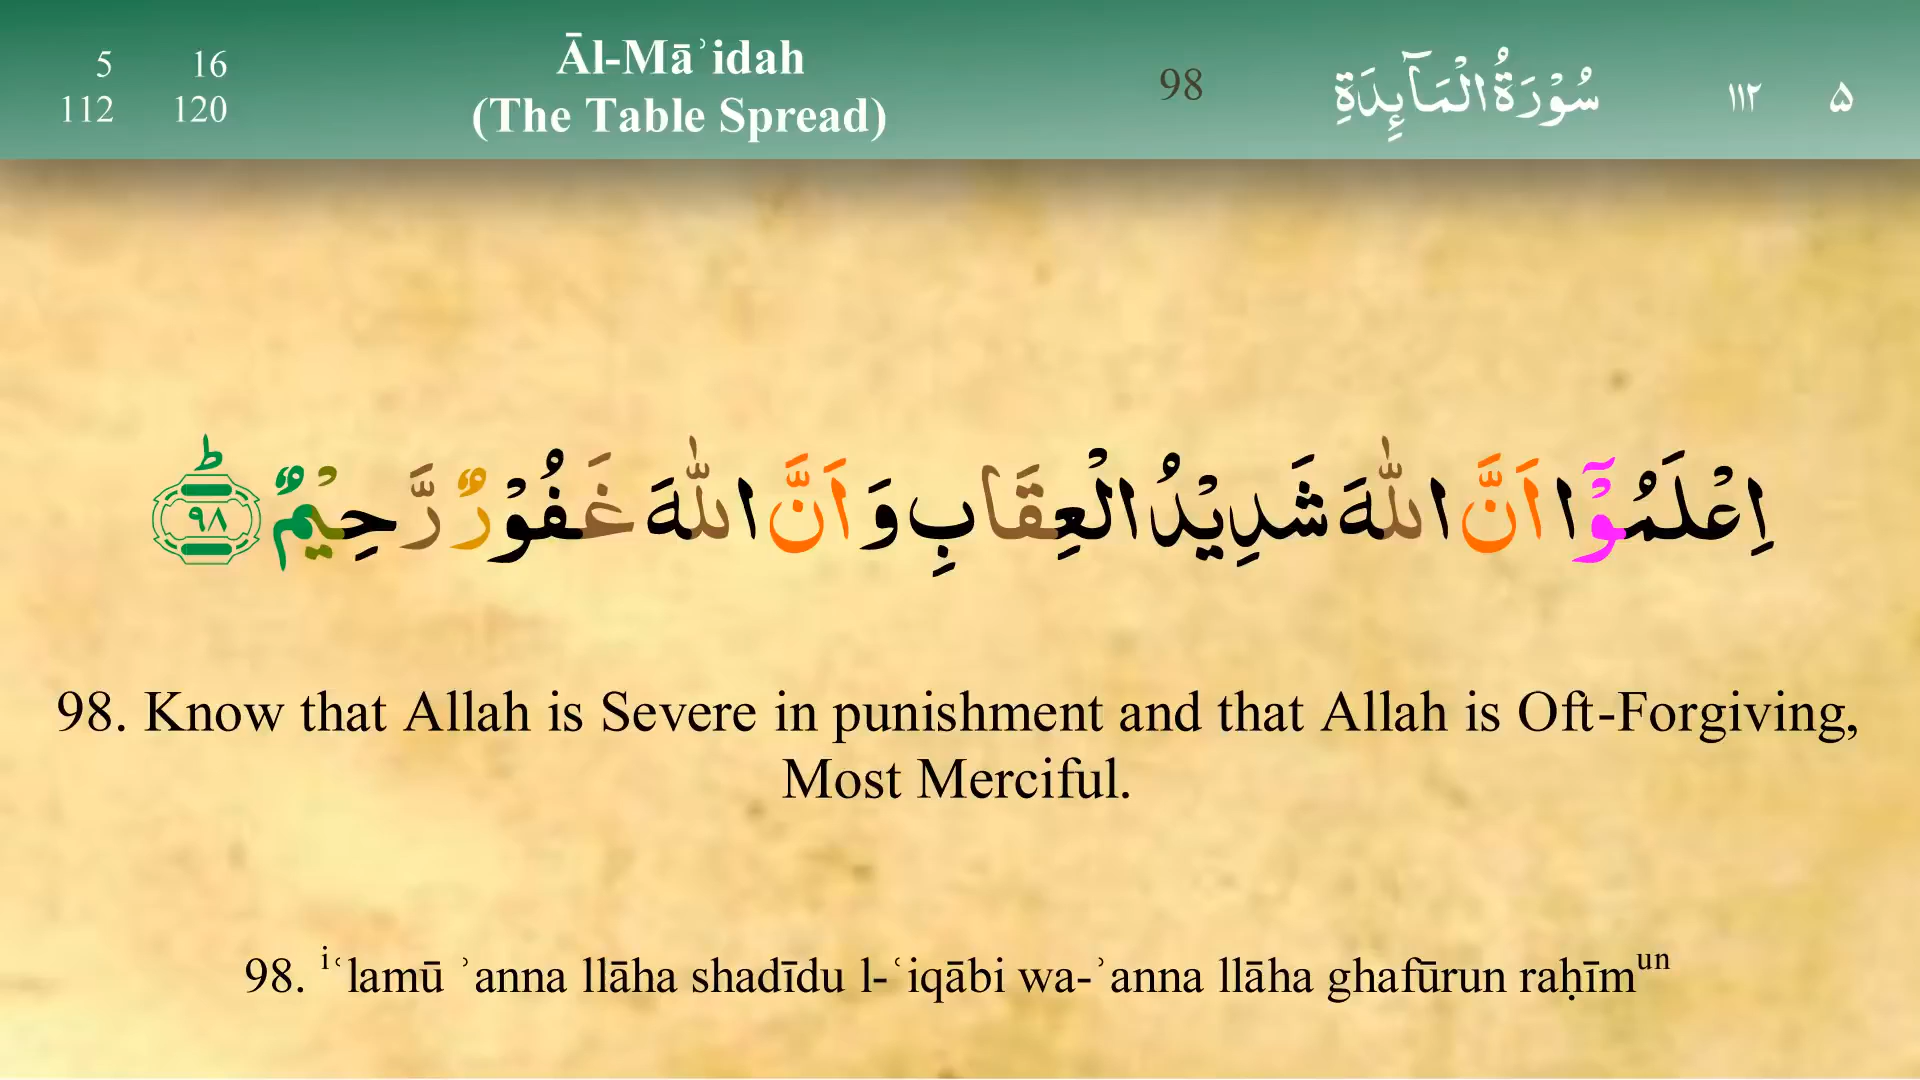 5 16
112 120
Āl-Māʾidah
(The Table Spread)
98
سُوْرَةُ الْمَآئِدَةِ
١١٢ ۵
اِعْلَمُوْۤا اَنَّ اللّٰهَ شَدِيْدُ الْعِقَابِ وَ اَنَّ اللّٰهَ غَفُوْرٌ رَّحِيْمٌ ؕ ٩٨
98. Know that Allah is Severe in punishment and that Allah is Oft-Forgiving,
Most Merciful.
98. ⁱʿlamū ʾanna llāha shadīdu l-ʿiqābi wa-ʾanna llāha ghafūrun raḥīmᵘⁿ